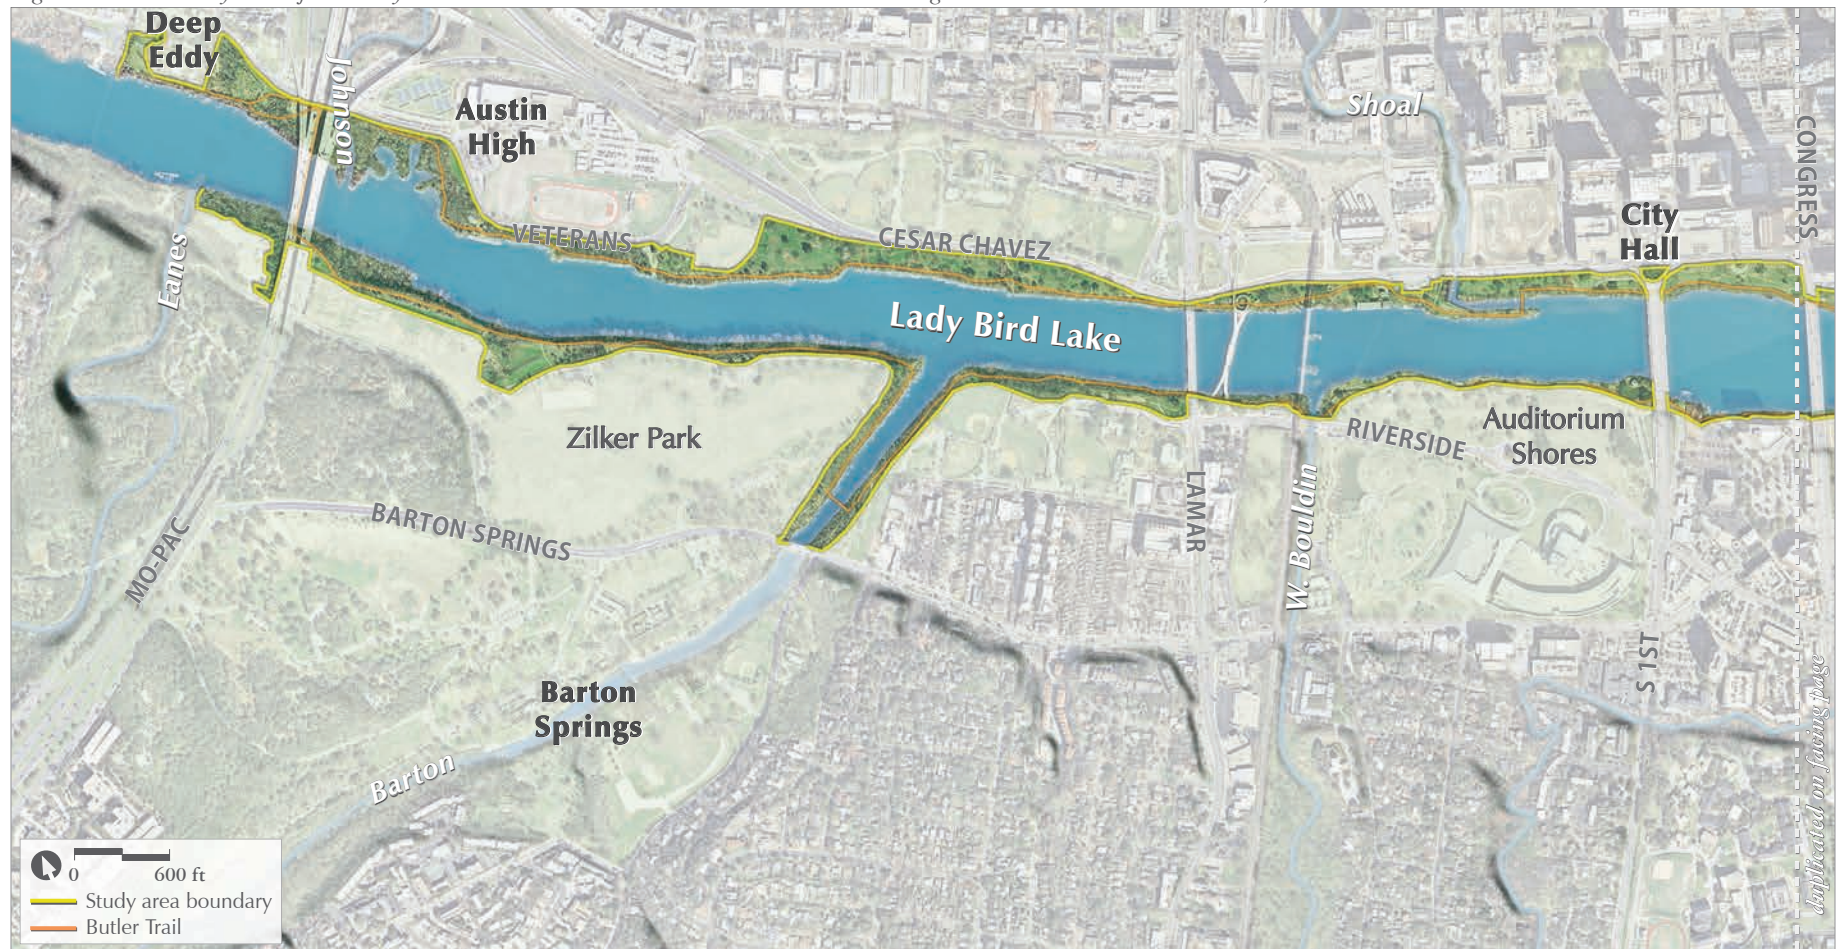 Deep
Eddy
Johnson
Austin
High
Shoal
CONGRESS
City
Hall
VETERANS
CESAR CHAVEZ
Eanes
Lady Bird Lake
Zilker Park
Auditorium
Shores
RIVERSIDE
LAMAR
W. Bouldin
BARTON SPRINGS
MO-PAC
S 1ST
Barton
Springs
Barton
duplicated on facing page
0 600 ft
Study area boundary
Butler Trail